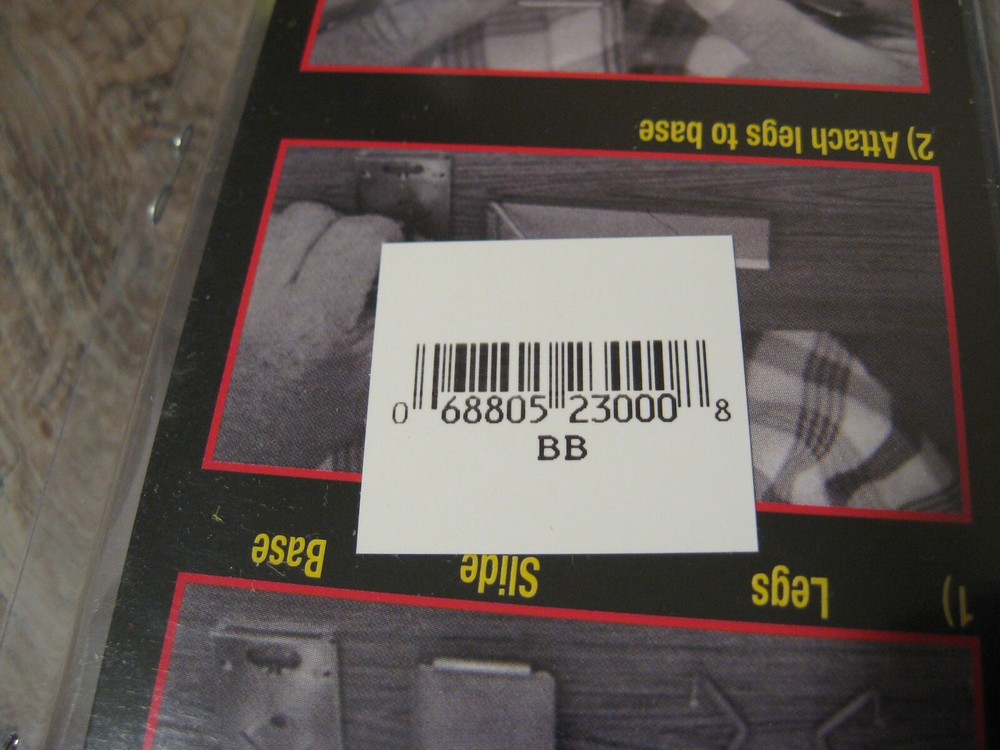 2) Attach legs to base
0 68805 23000 8
BB
Base Slide Legs 1)